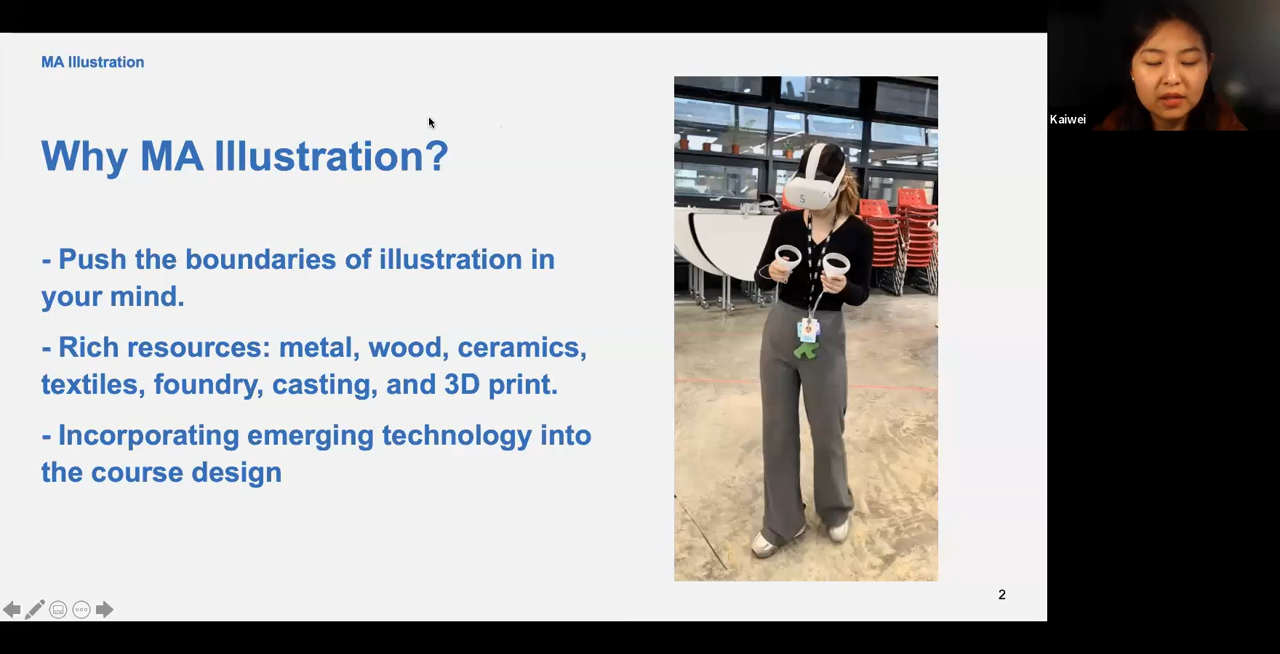 MA Illustration
Why MA Illustration?
- Push the boundaries of illustration in
your mind.
- Rich resources: metal, wood, ceramics,
textiles, foundry, casting, and 3D print.
- Incorporating emerging technology into
the course design
5
2
Kaiwei